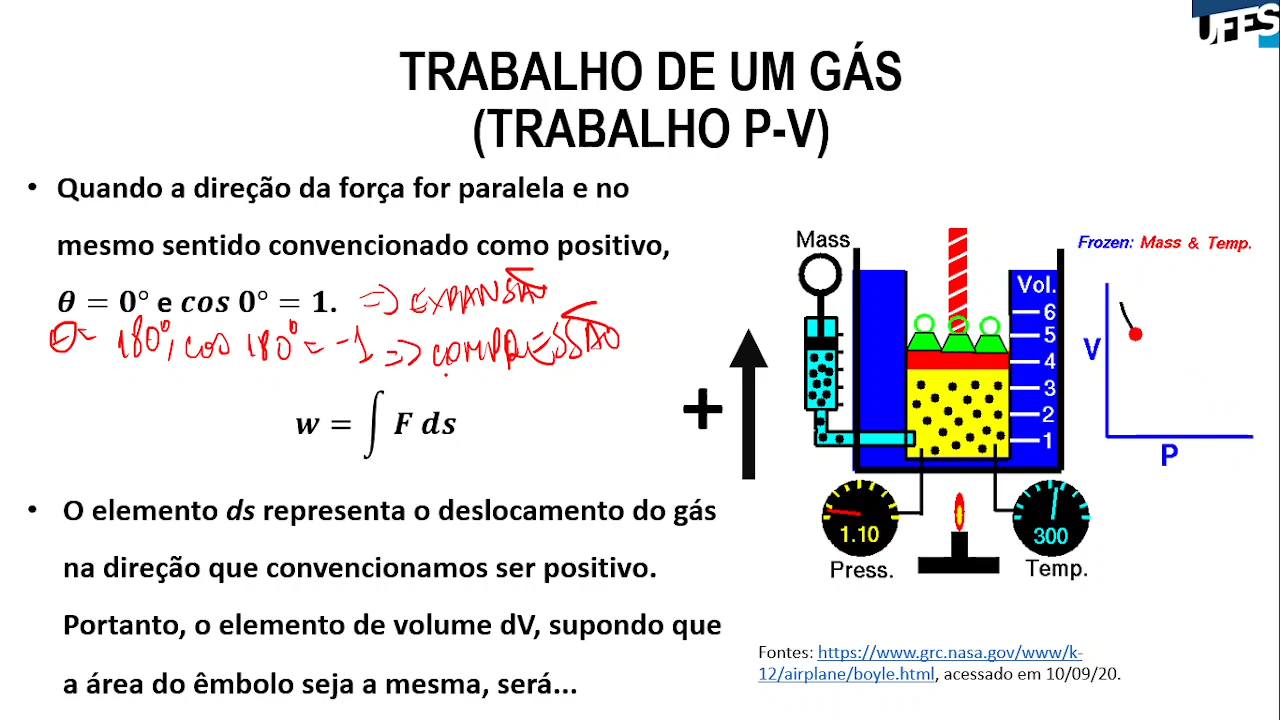 UFES
TRABALHO DE UM GÁS
(TRABALHO P-V)
• Quando a direção da força for paralela e no
mesmo sentido convencionado como positivo,
θ = 0° e cos 0° = 1. => EXPANSÃO
θ= 180°, cos 180° = -1 => COMPRESSÃO
w = ∫ F ds
• O elemento ds representa o deslocamento do gás
na direção que convencionamos ser positivo.
Portanto, o elemento de volume dV, supondo que
a área do êmbolo seja a mesma, será...
+
Mass
Vol.
6
5
4
3
2
1
1.10
Press.
300
Temp.
Frozen: Mass & Temp.
V
P
Fontes: https://www.grc.nasa.gov/www/k-
12/airplane/boyle.html, acessado em 10/09/20.